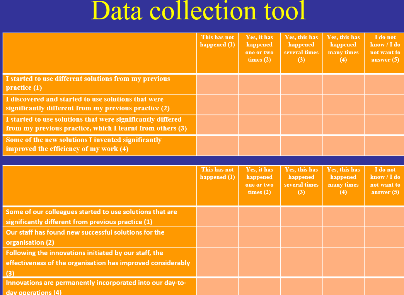 Data collection tool
This has not happened (1)
Yes, it has happened one or two times (2)
Yes, this has happened several times (3)
Yes, this has happened many times (4)
I do not know / I do not want to answer (5)
I started to use different solutions from my previous
practice (1)
I discovered and started to use solutions that were
significantly different from my previous practice (2)
I started to use solutions that were significantly differed
from my previous practice, which I learnt from others (3)
Some of the new solutions I invented significantly
improved the efficiency of my work (4)
This has not happened (1)
Yes, it has happened one or two times (2)
Yes, this has happened several times (3)
Yes, this has happened many times (4)
I do not know / I do not want to answer (5)
Some of our colleagues started to use solutions that are
significantly different from previous practice (1)
Our staff has found new successful solutions for the
organisation (2)
Following the innovations initiated by our staff, the
effectiveness of the organisation has improved considerably
(3)
Innovations are permanently incorporated into our day-to-
day operations (4)